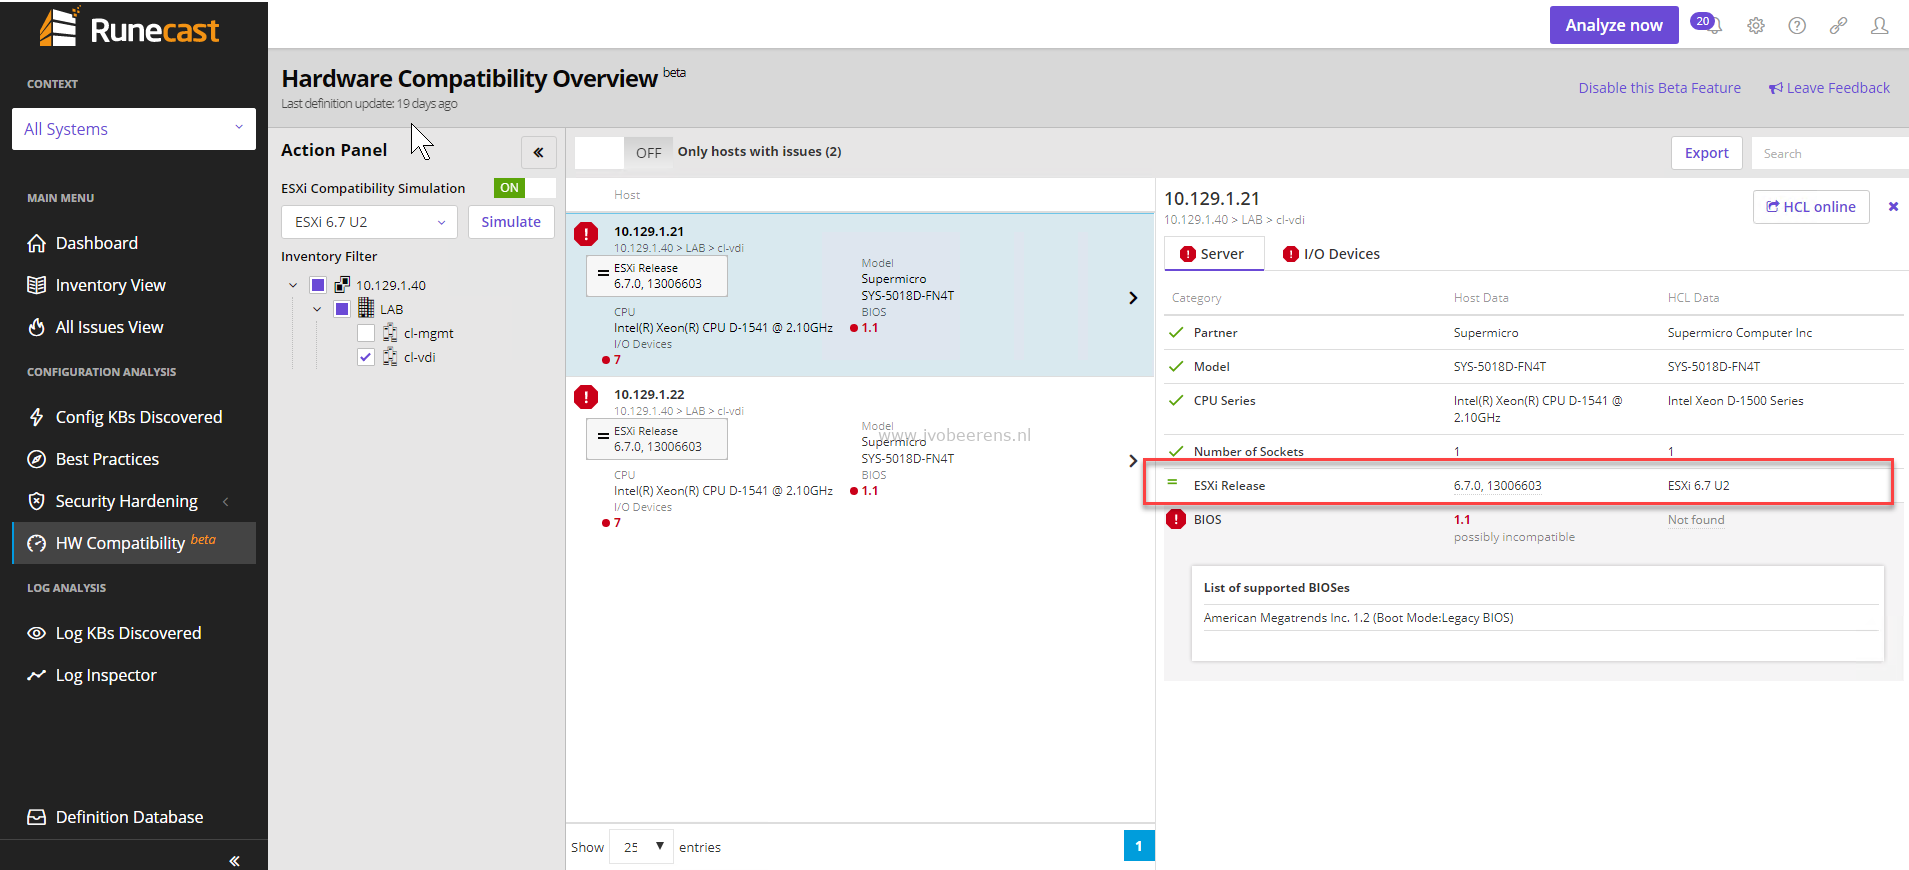 Runecast
CONTEXT
All Systems
MAIN MENU
Dashboard
Inventory View
All Issues View
CONFIGURATION ANALYSIS
Config KBs Discovered
Best Practices
Security Hardening
HW Compatibility beta
LOG ANALYSIS
Log KBs Discovered
Log Inspector
Definition Database
Analyze now
20
Hardware Compatibility Overview beta
Last definition update: 19 days ago
Disable this Beta Feature
Leave Feedback
Action Panel
ESXi Compatibility Simulation ON
ESXi 6.7 U2
Simulate
Inventory Filter
10.129.1.40
LAB
cl-mgmt
cl-vdi
OFF Only hosts with issues (2)
Export
Search
Host
10.129.1.21
10.129.1.40 > LAB > cl-vdi
ESXi Release
6.7.0, 13006603
Model
Supermicro
SYS-5018D-FN4T
CPU
Intel(R) Xeon(R) CPU D-1541 @ 2.10GHz
BIOS
1.1
I/O Devices
7
10.129.1.22
10.129.1.40 > LAB > cl-vdi
ESXi Release
6.7.0, 13006603
Model
Supermicro
SYS-5018D-FN4T
CPU
Intel(R) Xeon(R) CPU D-1541 @ 2.10GHz
BIOS
1.1
I/O Devices
7
www.jvobeerens.nl
Show 25 entries
1
10.129.1.21
10.129.1.40 > LAB > cl-vdi
HCL online
Server
I/O Devices
Category Host Data HCL Data
Partner Supermicro Supermicro Computer Inc
Model SYS-5018D-FN4T SYS-5018D-FN4T
CPU Series Intel(R) Xeon(R) CPU D-1541 @ Intel Xeon D-1500 Series
2.10GHz
Number of Sockets 1 1
ESXi Release 6.7.0, 13006603 ESXi 6.7 U2
BIOS 1.1 Not found
possibly incompatible
List of supported BIOSes
American Megatrends Inc. 1.2 (Boot Mode:Legacy BIOS)